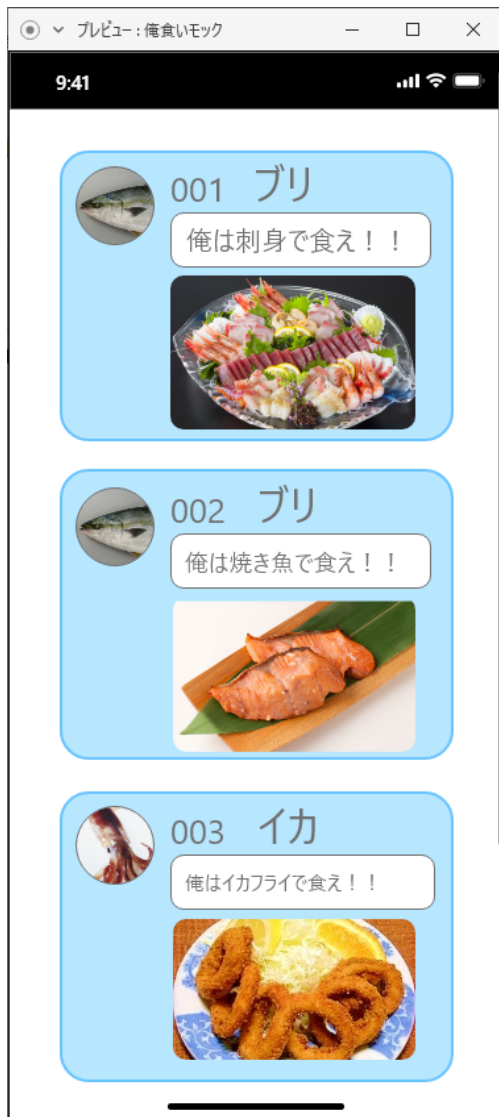 プレビュー : 俺食いモック
9:41
001 ブリ
俺は刺身で食え！！
002 ブリ
俺は焼き魚で食え！！
003 イカ
俺はイカフライで食え！！